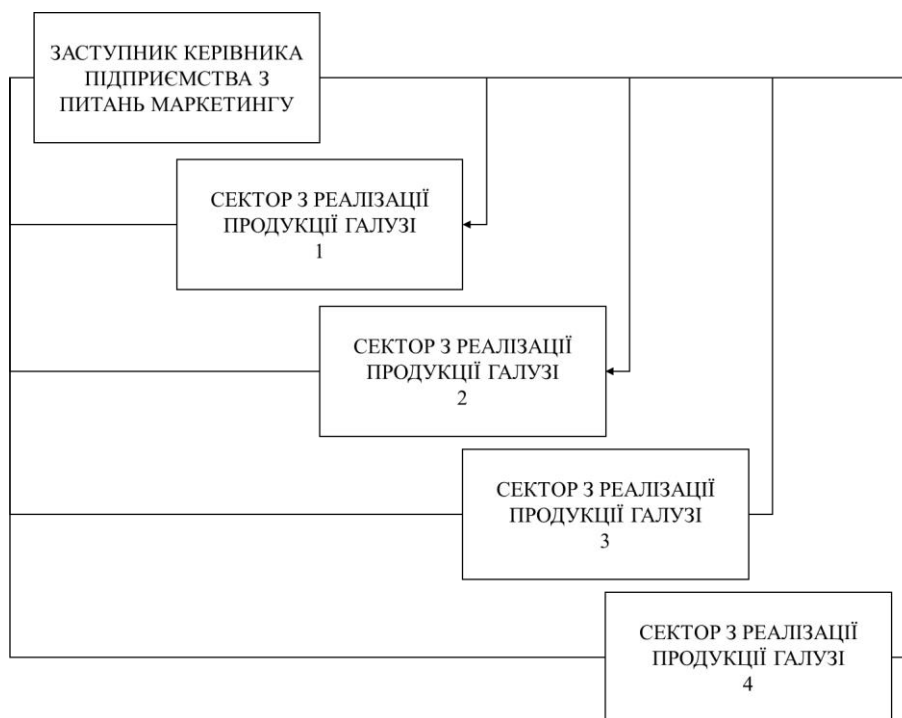 ЗАСТУПНИК КЕРІВНИКА
ПІДПРИЄМСТВА З
ПИТАНЬ МАРКЕТИНГУ
СЕКТОР З РЕАЛІЗАЦІЇ
ПРОДУКЦІЇ ГАЛУЗІ
1
СЕКТОР З РЕАЛІЗАЦІЇ
ПРОДУКЦІЇ ГАЛУЗІ
2
СЕКТОР З РЕАЛІЗАЦІЇ
ПРОДУКЦІЇ ГАЛУЗІ
3
СЕКТОР З РЕАЛІЗАЦІЇ
ПРОДУКЦІЇ ГАЛУЗІ
4